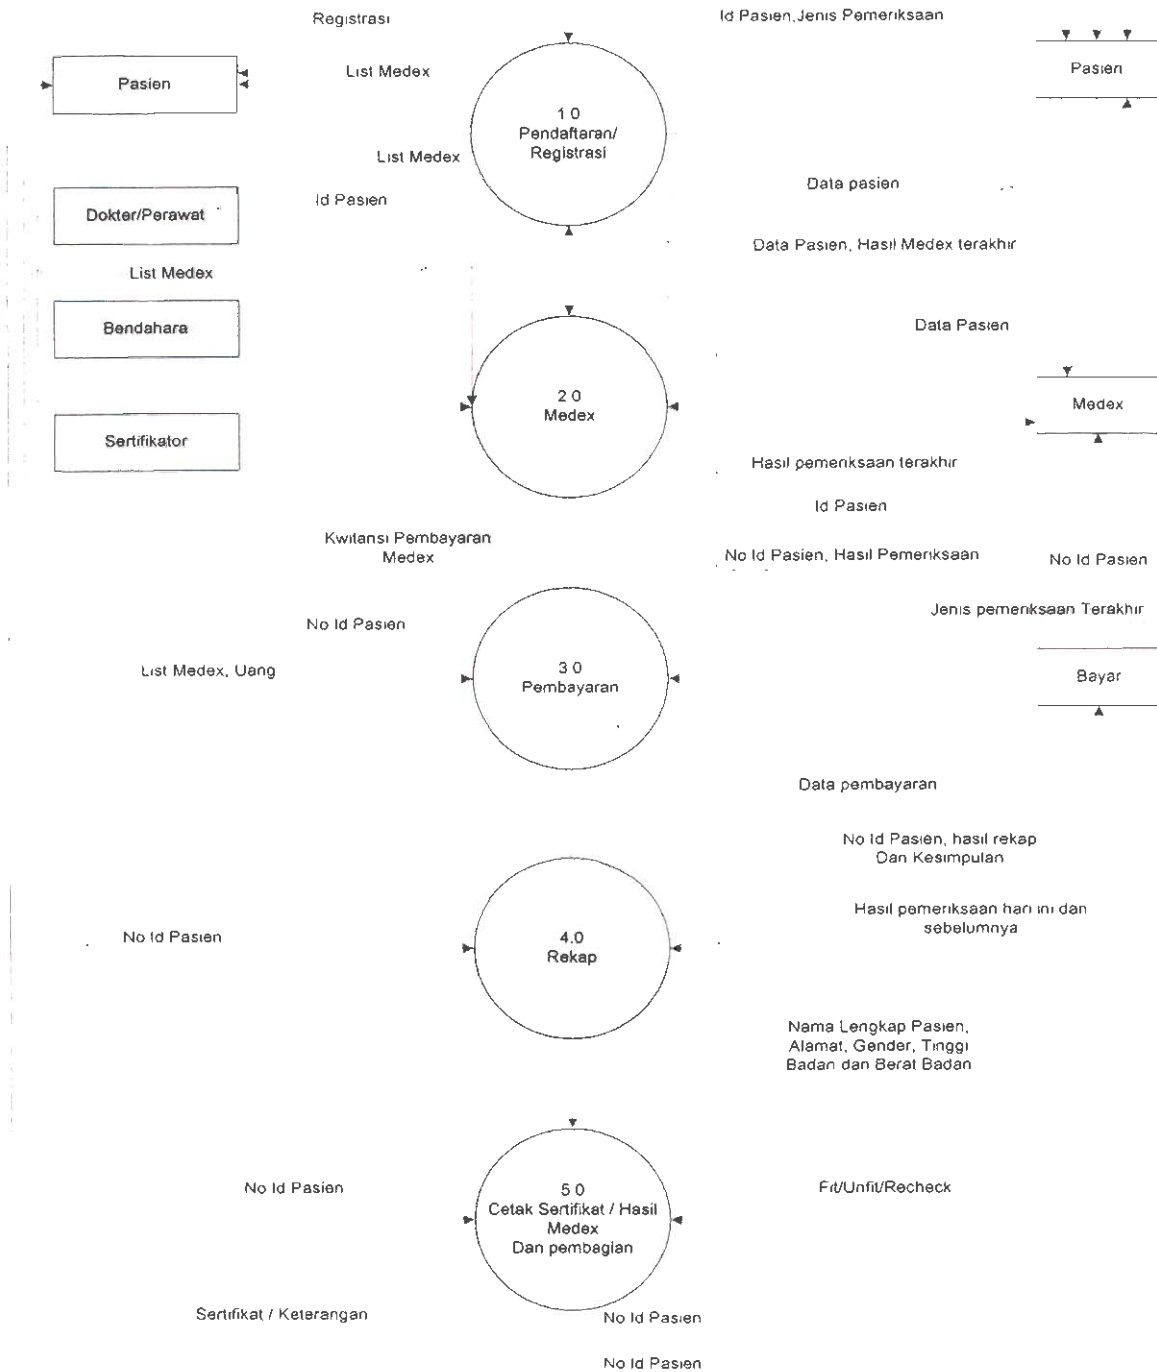 Registrasi
Id Pasien,Jenis Pemeriksaan
Pasien
List Medex
Pasien
1 0
Pendaftaran/
Registrasi
List Medex
Data pasien
Id Pasien
Dokter/Perawat
Data Pasien, Hasil Medex terakhir
List Medex
Bendahara
Data Pasien
2 0
Medex
Medex
Sertifikator
Hasil pemeriksaan terakhir
Id Pasien
Kwitansi Pembayaran
Medex
No Id Pasien, Hasil Pemeriksaan
No Id Pasien
Jenis pemeriksaan Terakhir
No Id Pasien
List Medex, Uang
3 0
Pembayaran
Bayar
Data pembayaran
No Id Pasien, hasil rekap
Dan Kesimpulan
Hasil pemeriksaan hari ini dan
sebelumnya
No Id Pasien
4.0
Rekap
Nama Lengkap Pasien,
Alamat, Gender, Tinggi
Badan dan Berat Badan
No Id Pasien
5 0
Cetak Sertifikat / Hasil
Medex
Dan pembagian
Fit/Unfit/Recheck
Sertifikat / Keterangan
No Id Pasien
No Id Pasien